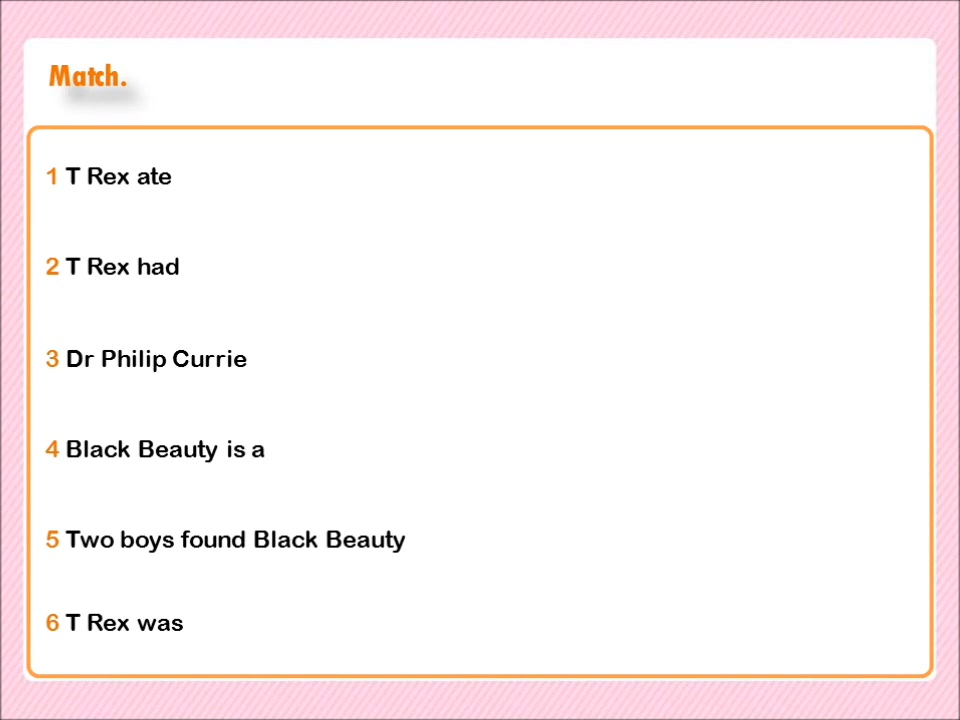 Match.
1 T Rex ate
2 T Rex had
3 Dr Philip Currie
4 Black Beauty is a
5 Two boys found Black Beauty
6 T Rex was